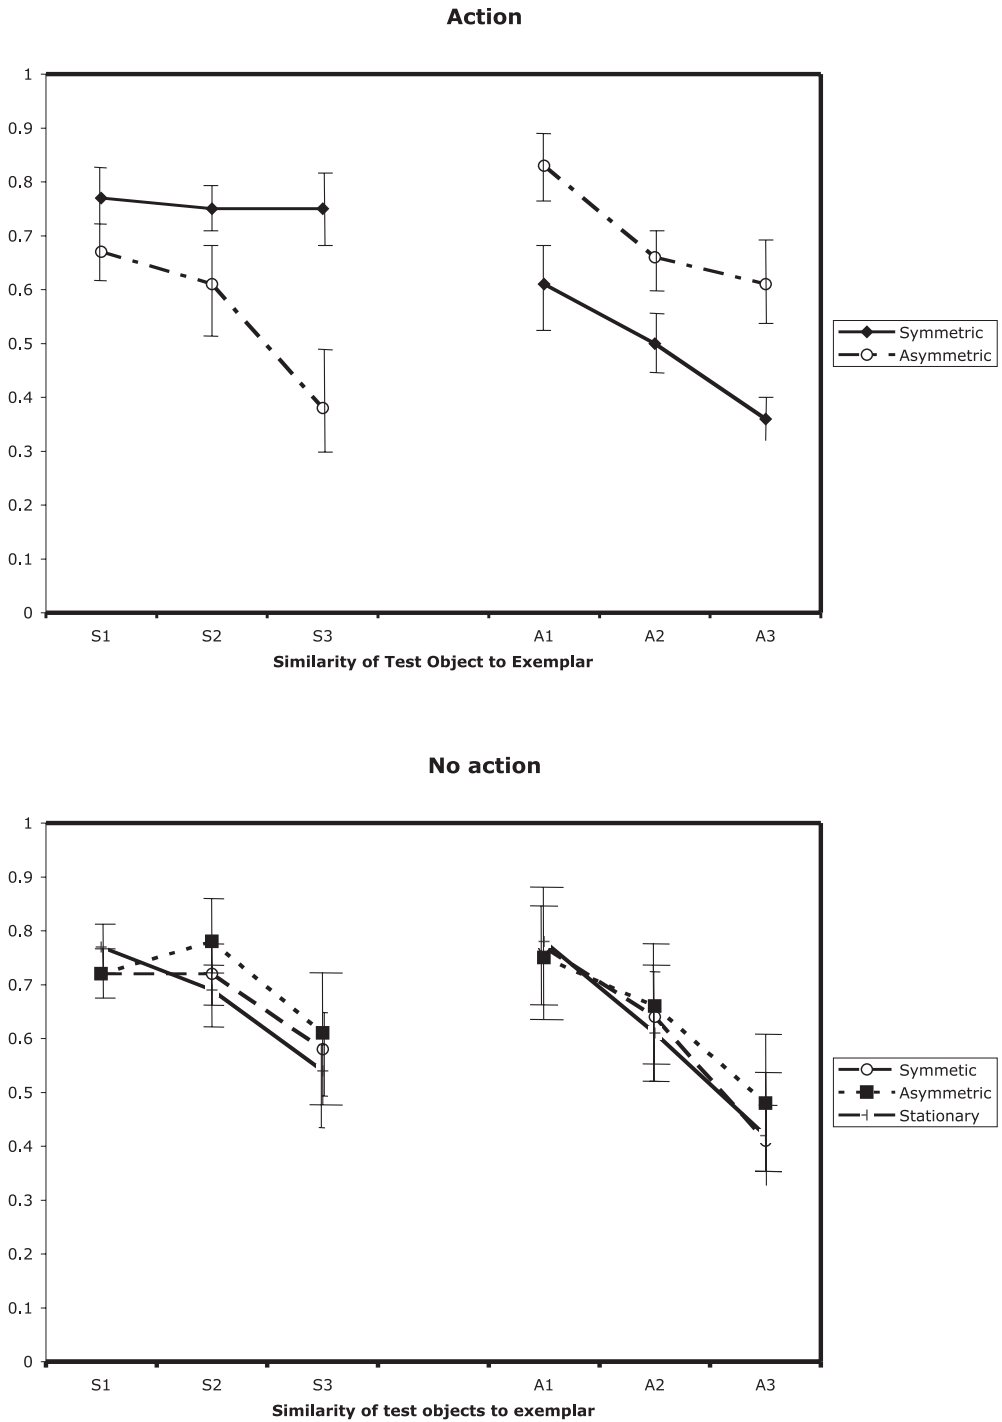 Action
1
0.9
0.8
0.7
0.6
0.5
0.4
0.3
0.2
0.1
0
S1 S2 S3 A1 A2 A3
Similarity of Test Object to Exemplar
Symmetric
Asymmetric
No action
1
0.9
0.8
0.7
0.6
0.5
0.4
0.3
0.2
0.1
0
S1 S2 S3 A1 A2 A3
Similarity of test objects to exemplar
Symmetic
Asymmetric
Stationary